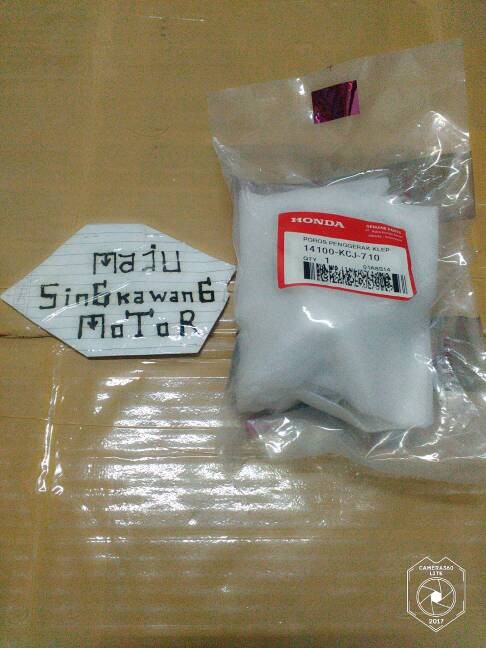 maju
SinGkawanG
MoToR
HONDA
GENUINE PARTS
POROS PENGGERAK KLEP
14100-KCJ-710
QTY 1
CAMERA360
LITE
2017